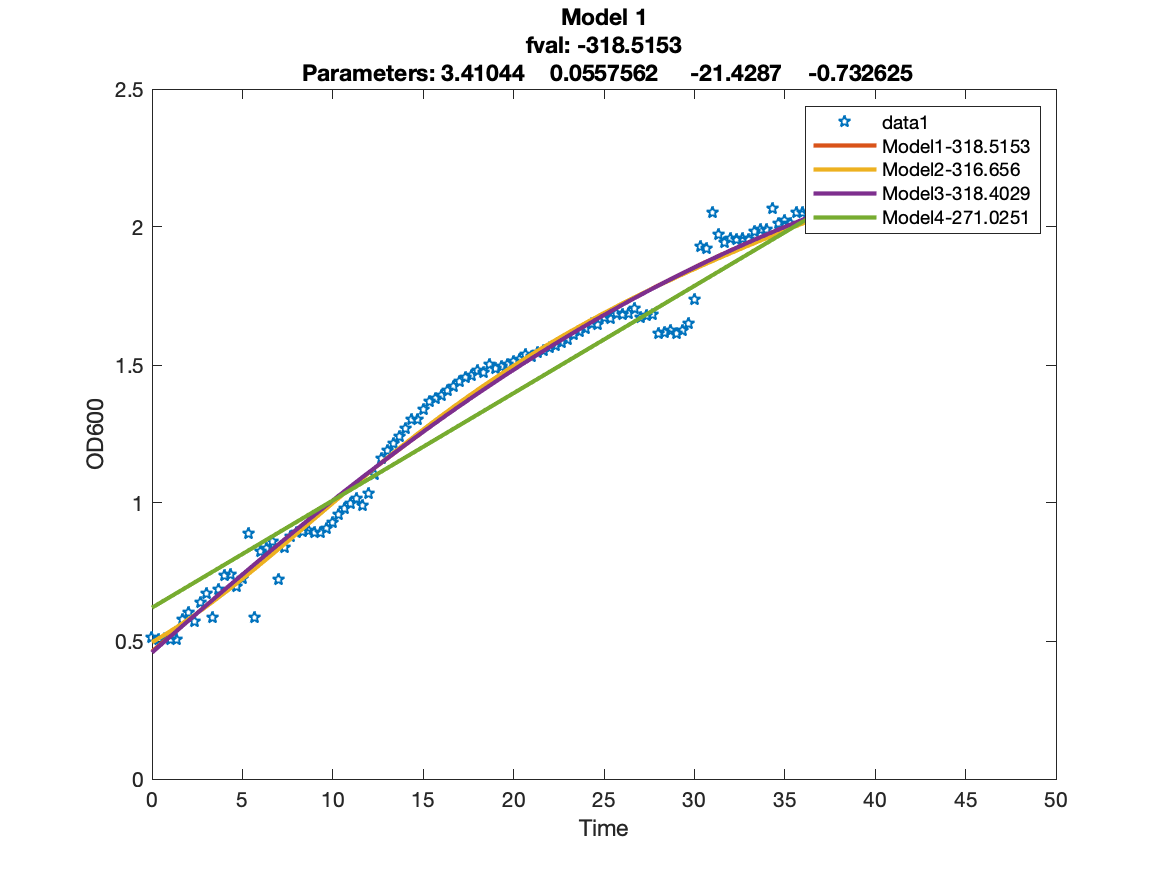 Model 1
fval: -318.5153
Parameters: 3.41044 0.0557562 -21.4287 -0.732625
2.5
2
1.5
1
0.5
0
OD600
data1
Model1-318.5153
Model2-316.656
Model3-318.4029
Model4-271.0251
0 5 10 15 20 25 30 35 40 45 50
Time